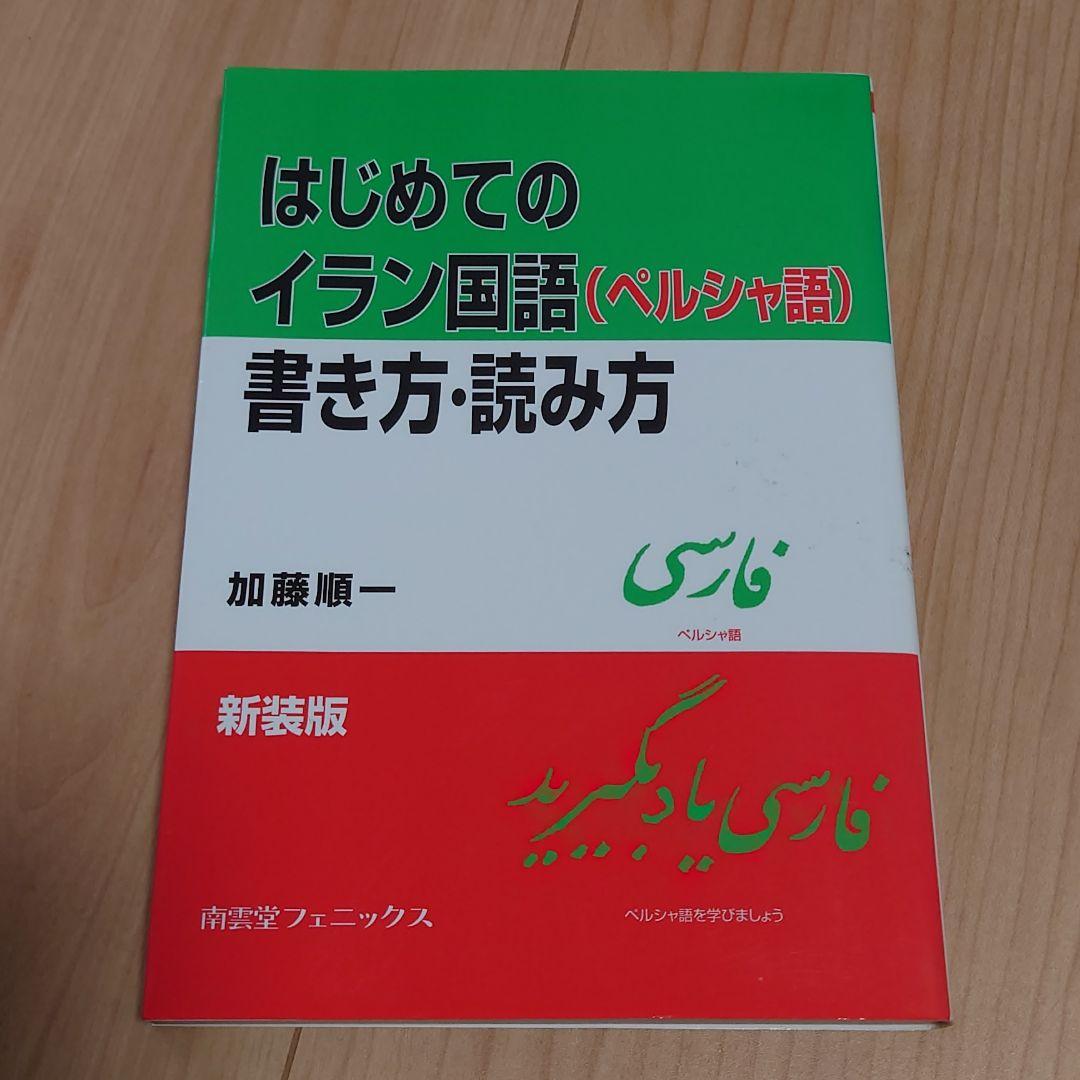 はじめての
イラン国語(ペルシャ語)
書き方・読み方
加藤順一
فارسی
ペルシャ語
新装版
فارسی یاد بگیرید
南雲堂フェニックス
ペルシャ語を学びましょう